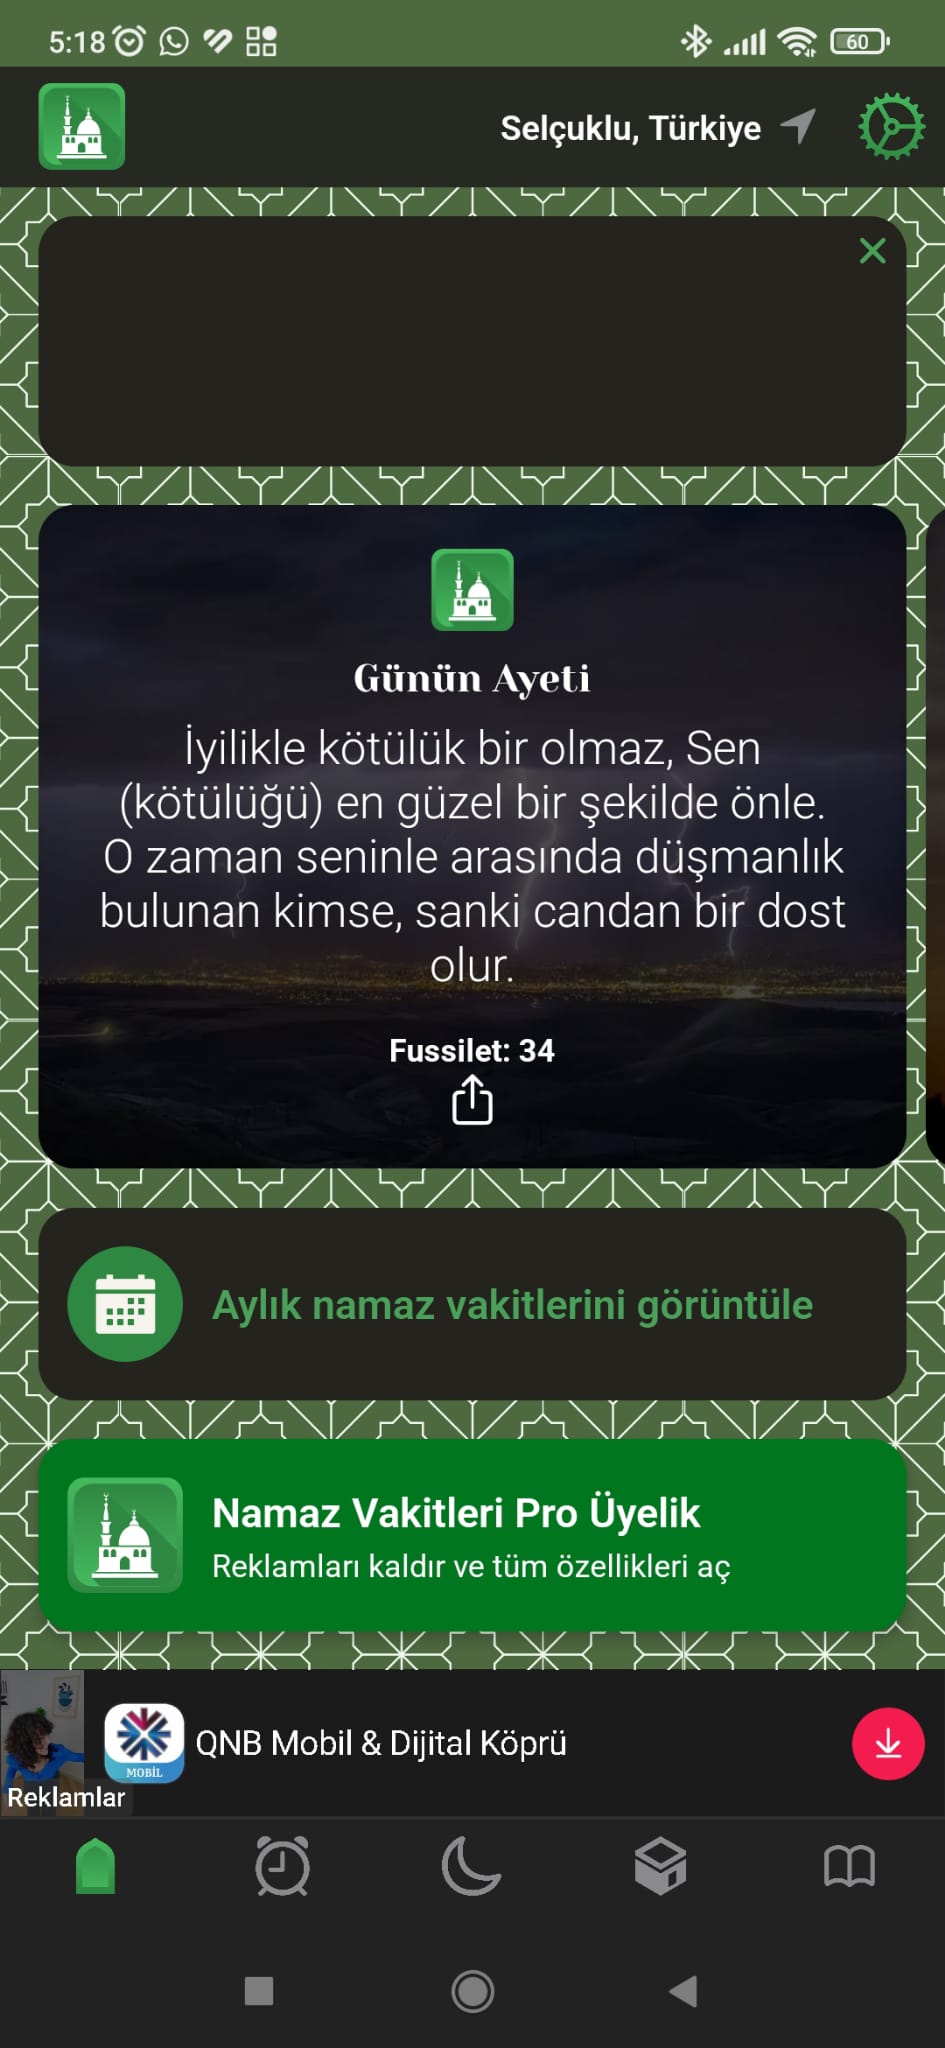 5:18
60
Selçuklu, Türkiye
Günün Ayeti
İyilikle kötülük bir olmaz, Sen
(kötülüğü) en güzel bir şekilde önle.
O zaman seninle arasında düşmanlık
bulunan kimse, sanki candan bir dost
olur.
Fussilet: 34
Aylık namaz vakitlerini görüntüle
Namaz Vakitleri Pro Üyelik
Reklamları kaldır ve tüm özellikleri aç
QNB Mobil & Dijital Köprü
MOBİL
Reklamlar